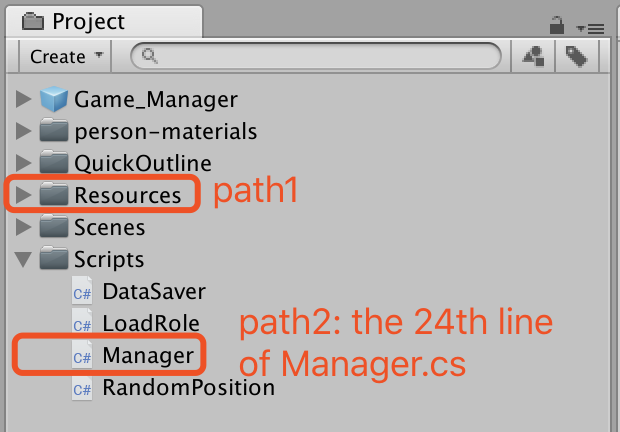 Project
Create
Game_Manager
person-materials
QuickOutline
Resources path1
Scenes
Scripts
C# DataSaver
C# LoadRole
path2: the 24th line
C# Manager
of Manager.cs
C# RandomPosition